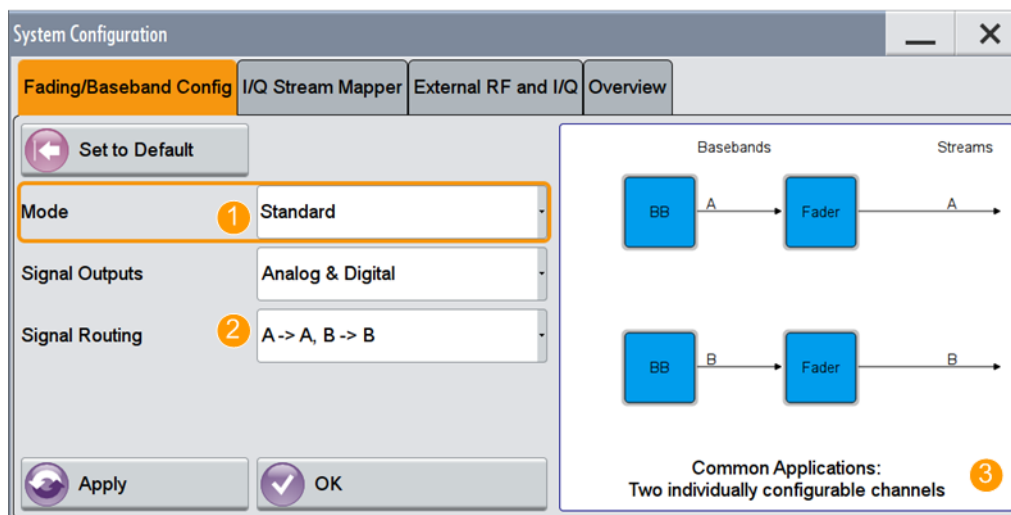 System Configuration
Fading/Baseband Config I/Q Stream Mapper External RF and I/Q Overview
Set to Default
Mode 1 Standard
Signal Outputs Analog & Digital
Signal Routing 2 A -> A, B -> B
Apply OK
Basebands Streams
BB A Fader A
BB B Fader B
Common Applications:
Two individually configurable channels 3